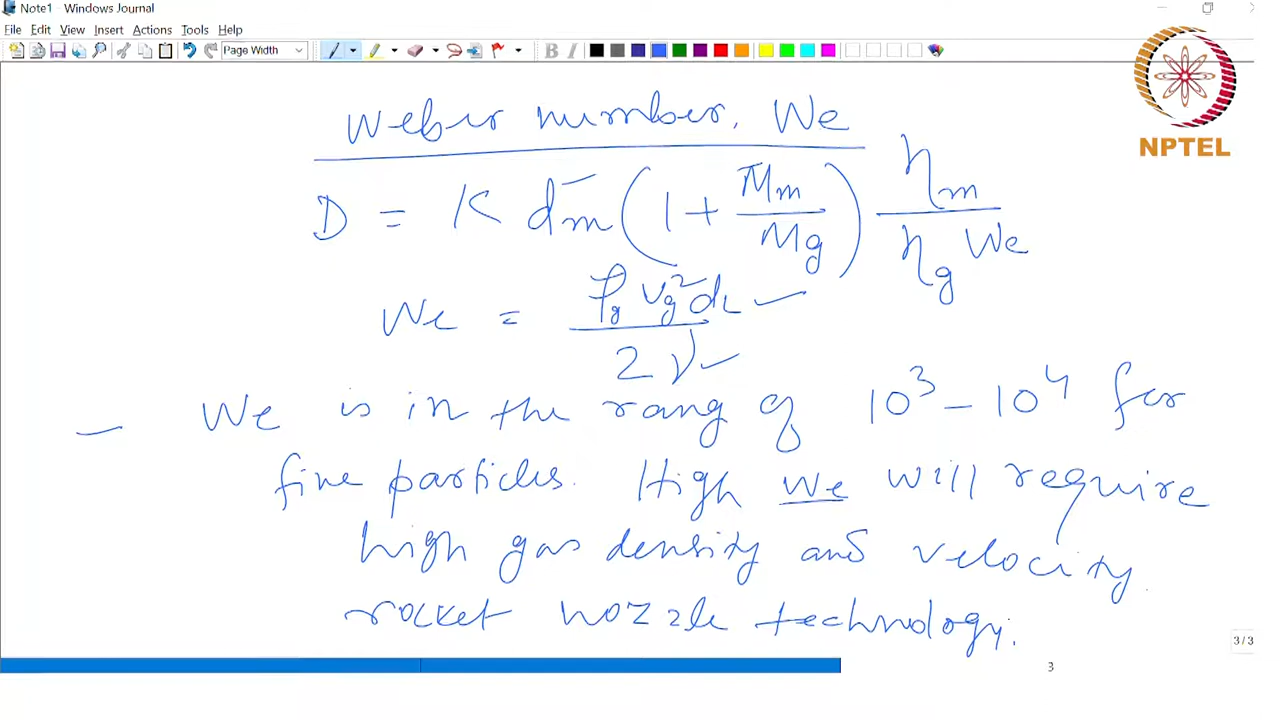 Note1 - Windows Journal
File Edit View Insert Actions Tools Help
Page Width
B I
NPTEL
Weber number. We
D = K dm (1 + Mm/Mg) ηm/ηg We
We = ρg Vg² dL / 2γ
— We is in the rang of 10³ - 10⁴ for
fine particles. High We will require
high gas density and velocity.
rocket nozzle technology.
3/3
3